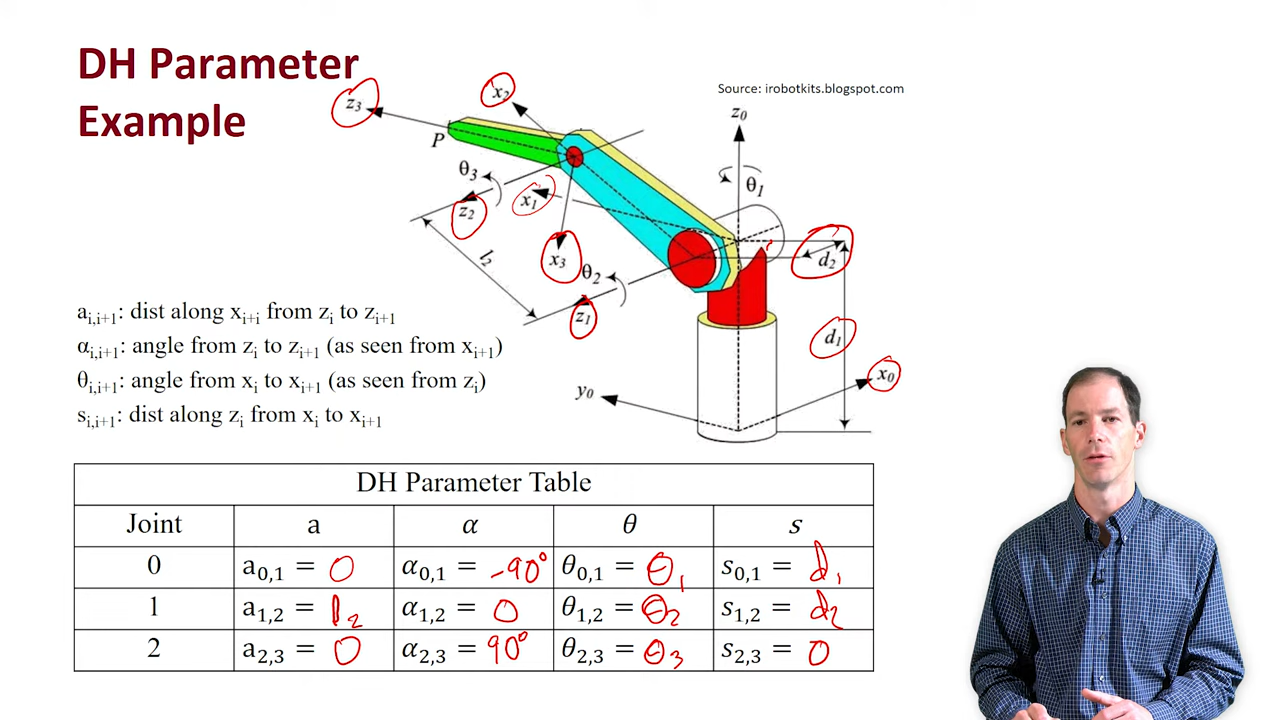 DH Parameter
Example
Source: irobotkits.blogspot.com
z₃
x₂
z₀
P
θ₃
θ₁
z₂
x₁
d₂
l₂
x₃
θ₂
z₁
d₁
x₀
y₀
aᵢ,ᵢ₊₁: dist along xᵢ₊ᵢ from zᵢ to zᵢ₊₁
αᵢ,ᵢ₊₁: angle from zᵢ to zᵢ₊₁ (as seen from xᵢ₊₁)
θᵢ,ᵢ₊₁: angle from xᵢ to xᵢ₊₁ (as seen from zᵢ)
sᵢ,ᵢ₊₁: dist along zᵢ from xᵢ to xᵢ₊₁
DH Parameter Table
Joint a α θ s
0 a₀,₁ = 0 α₀,₁ = -90° θ₀,₁ = θ₁ s₀,₁ = d₁
1 a₁,₂ = l₂ α₁,₂ = 0 θ₁,₂ = θ₂ s₁,₂ = d₂
2 a₂,₃ = 0 α₂,₃ = 90° θ₂,₃ = θ₃ s₂,₃ = 0